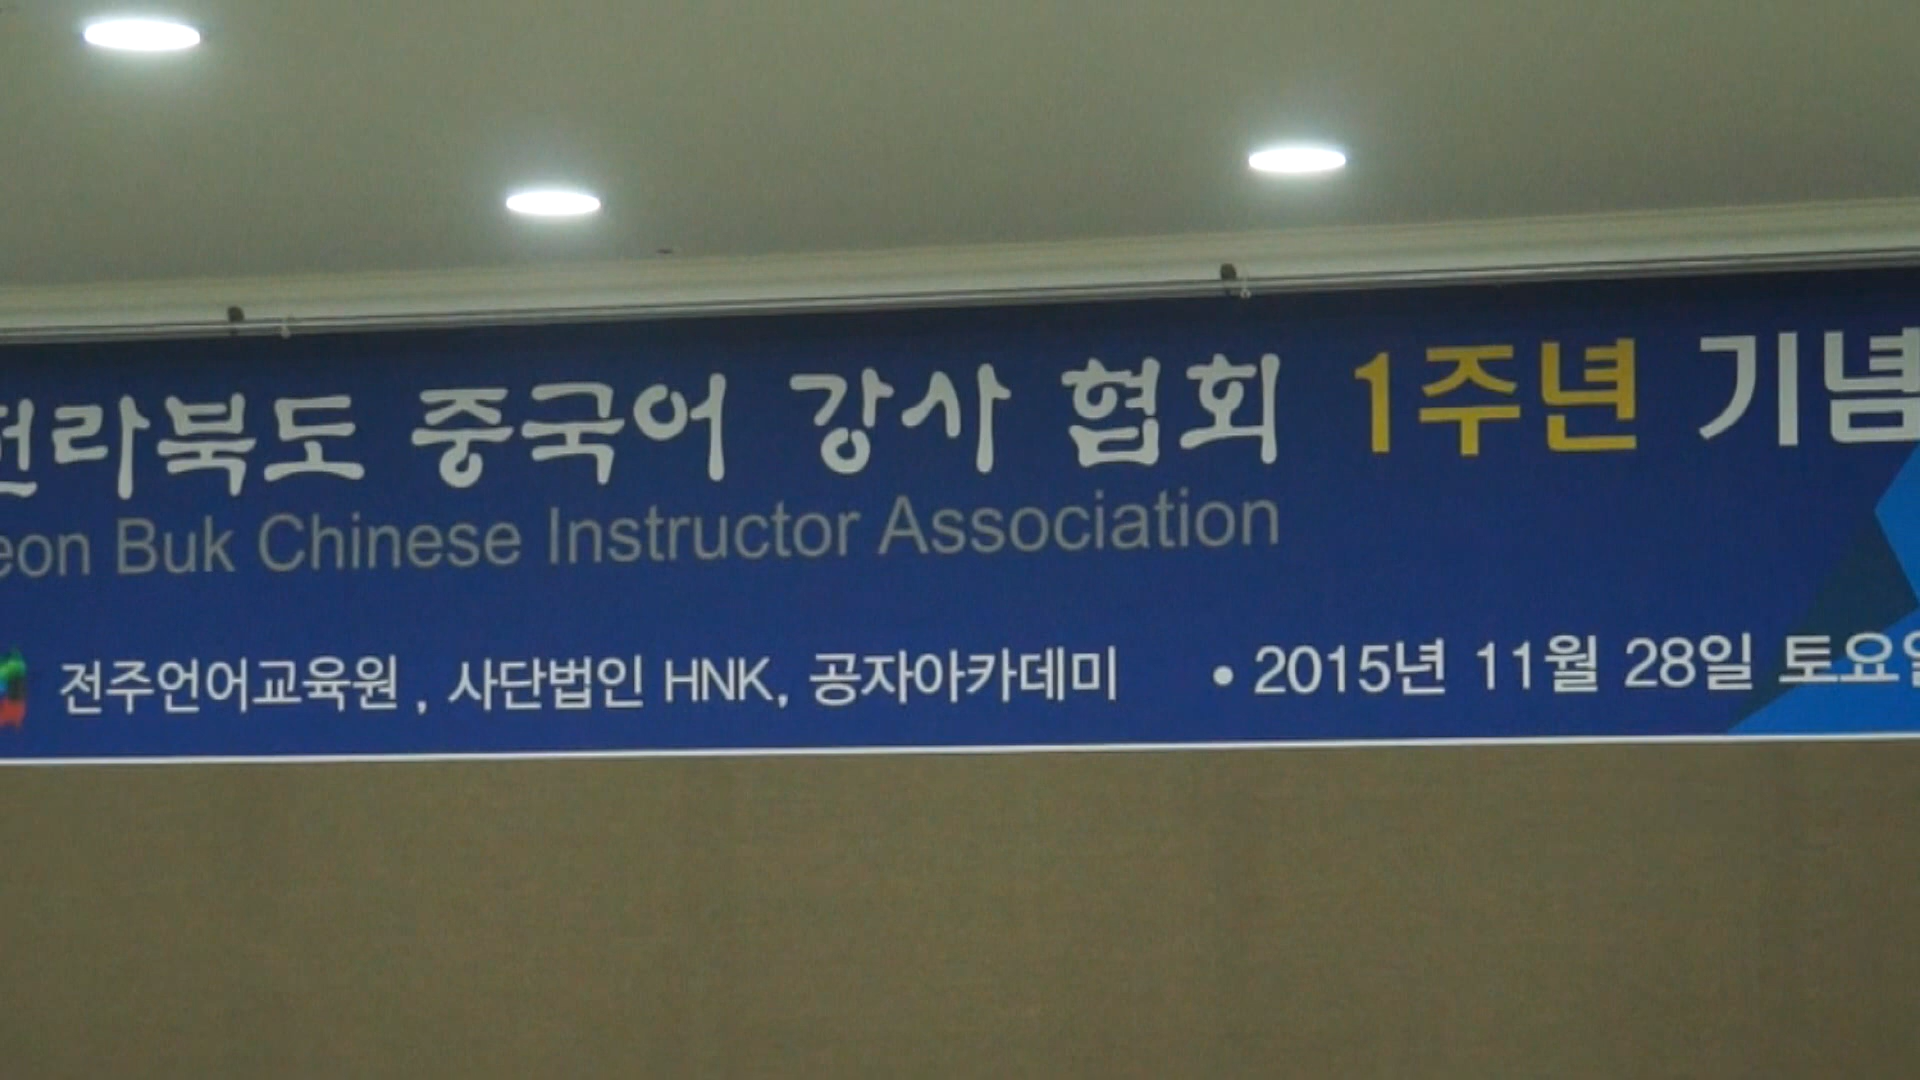 전라북도 중국어 강사 협회 1주년 기념
eon Buk Chinese Instructor Association
전주언어교육원 , 사단법인 HNK, 공자아카데미 • 2015년 11월 28일 토요일